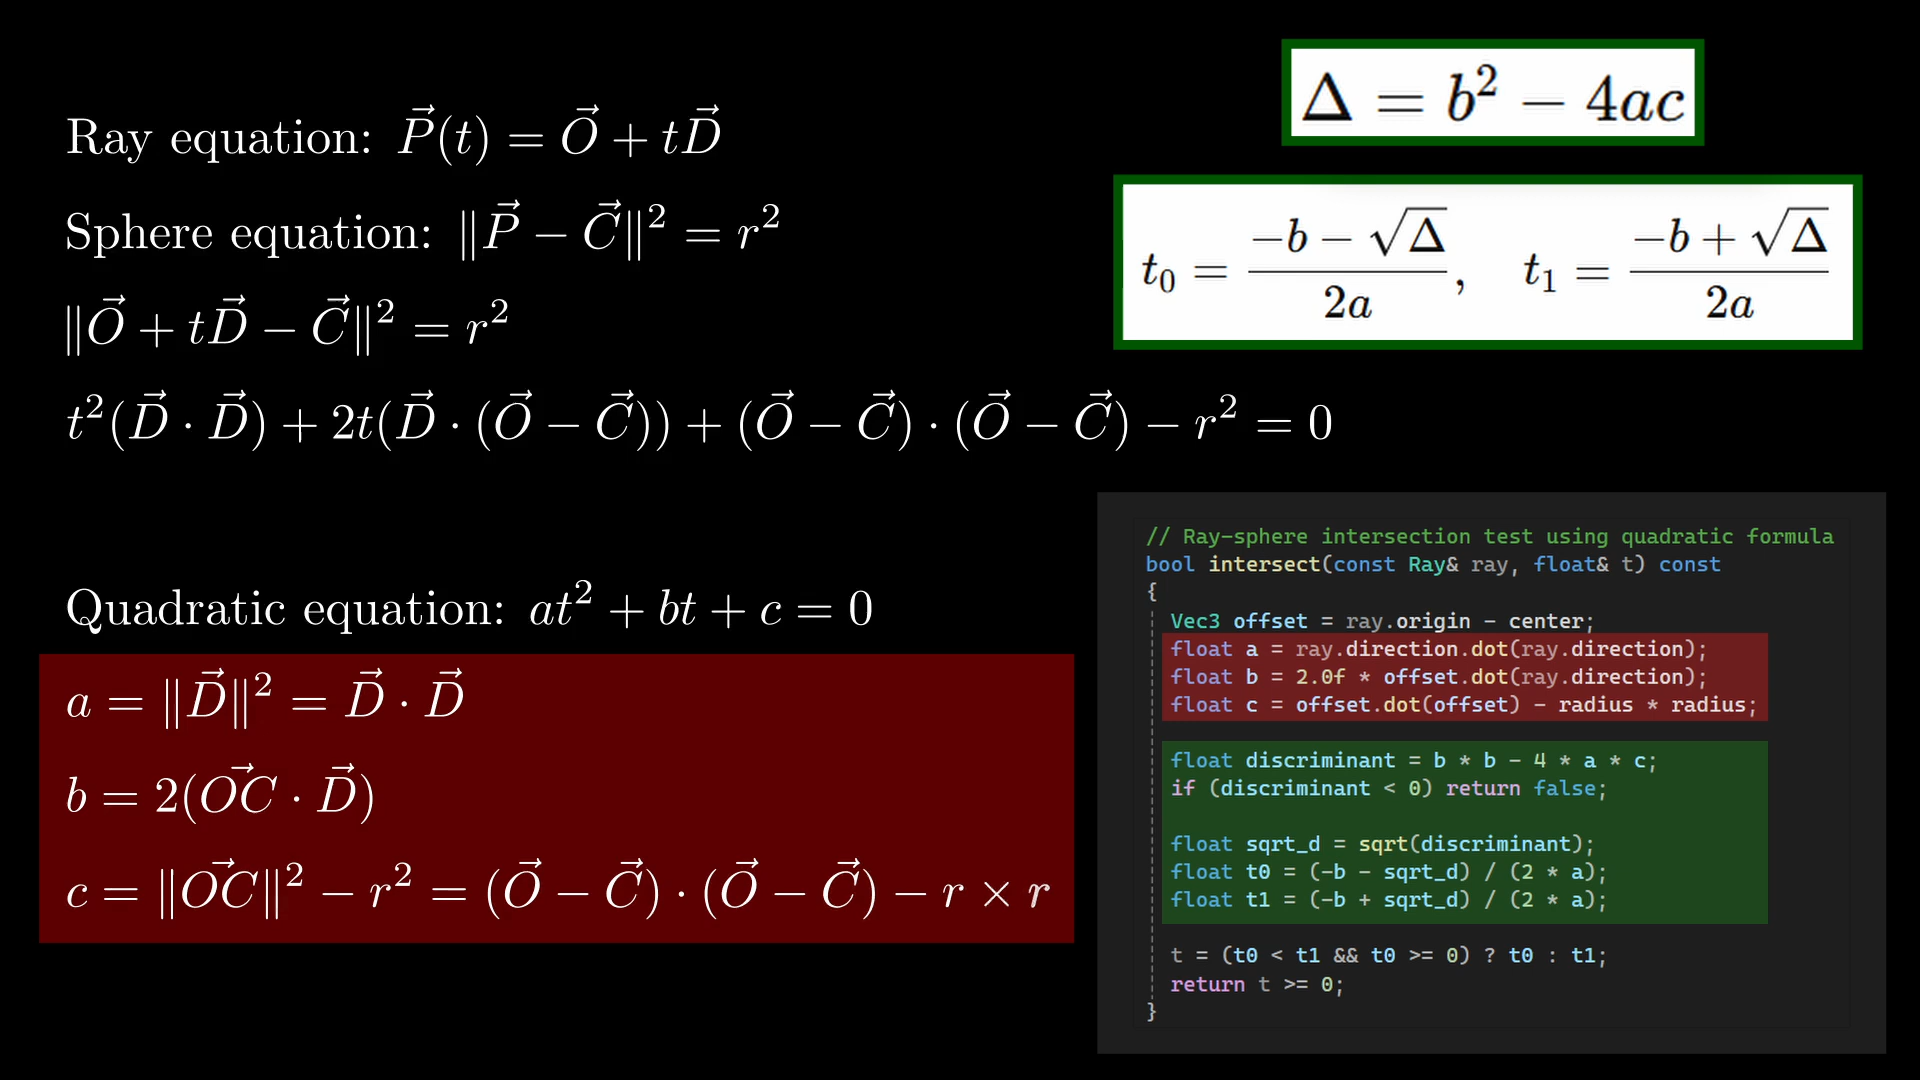 Ray equation: P⃗(t) = O⃗ + tD⃗
Sphere equation: ‖P⃗ − C⃗‖² = r²
‖O⃗ + tD⃗ − C⃗‖² = r²
t²(D⃗ · D⃗) + 2t(D⃗ · (O⃗ − C⃗)) + (O⃗ − C⃗) · (O⃗ − C⃗) − r² = 0
Quadratic equation: at² + bt + c = 0
a = ‖D⃗‖² = D⃗ · D⃗
b = 2(OC⃗ · D⃗)
c = ‖OC⃗‖² − r² = (O⃗ − C⃗) · (O⃗ − C⃗) − r × r
Δ = b² − 4ac
t₀ = (−b − √Δ)/2a, t₁ = (−b + √Δ)/2a
// Ray-sphere intersection test using quadratic formula
bool intersect(const Ray& ray, float& t) const
{
Vec3 offset = ray.origin - center;
float a = ray.direction.dot(ray.direction);
float b = 2.0f * offset.dot(ray.direction);
float c = offset.dot(offset) - radius * radius;
float discriminant = b * b - 4 * a * c;
if (discriminant < 0) return false;
float sqrt_d = sqrt(discriminant);
float t0 = (-b - sqrt_d) / (2 * a);
float t1 = (-b + sqrt_d) / (2 * a);
t = (t0 < t1 && t0 >= 0) ? t0 : t1;
return t >= 0;
}